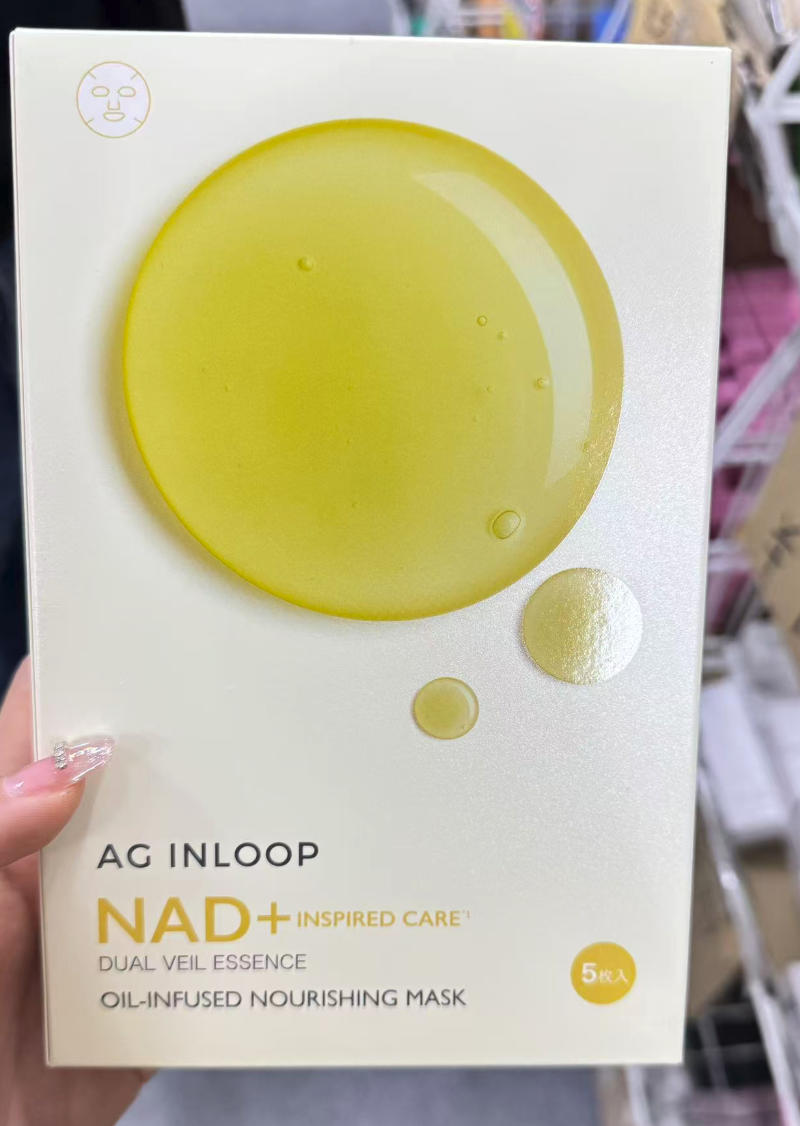 AG INLOOP
NAD+ INSPIRED CARE*1
DUAL VEIL ESSENCE
OIL-INFUSED NOURISHING MASK
5枚入